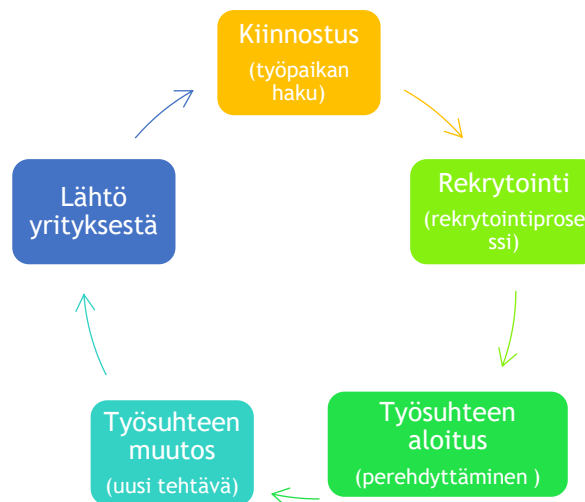 Kiinnostus
(työpaikan
haku)
Rekrytointi
(rekrytointiprose
ssi)
Työsuhteen
aloitus
(perehdyttäminen )
Työsuhteen
muutos
(uusi tehtävä)
Lähtö
yrityksestä